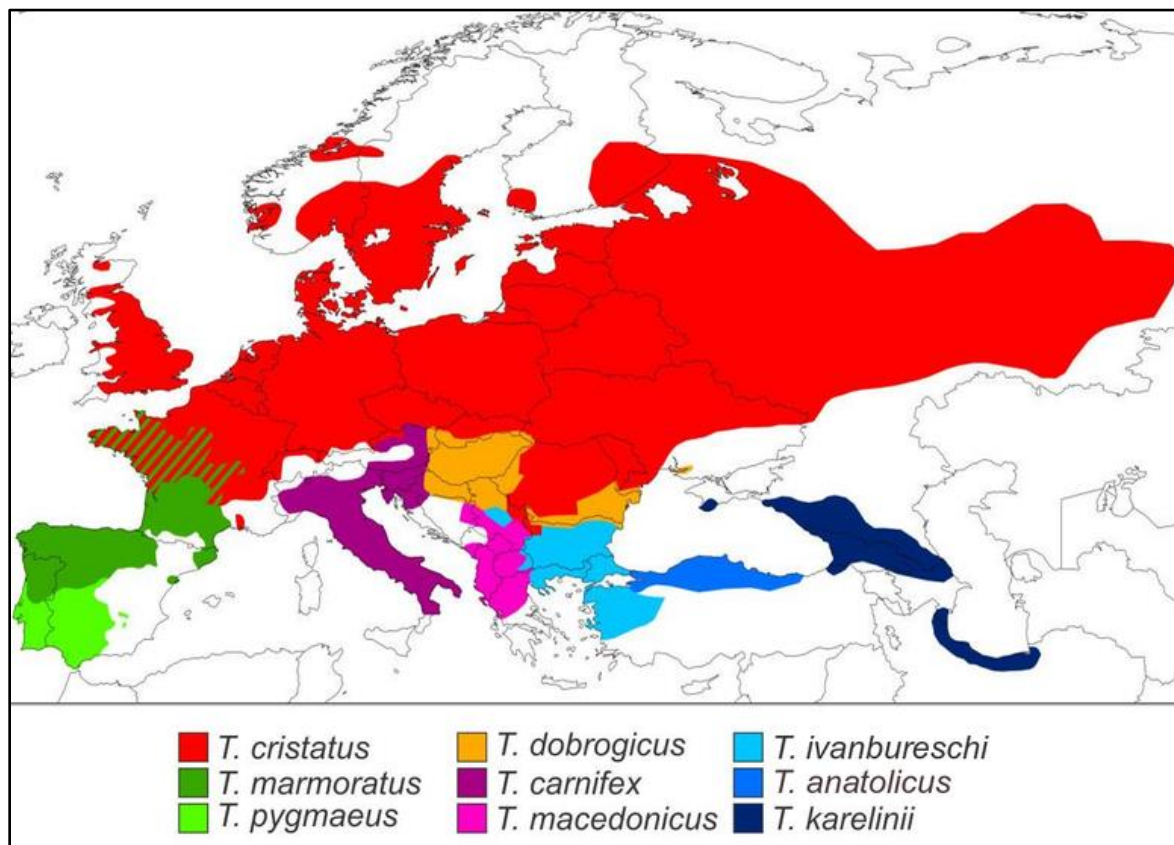 T. cristatus
T. marmoratus
T. pygmaeus
T. dobrogicus
T. carnifex
T. macedonicus
T. ivanbureschi
T. anatolicus
T. karelinii